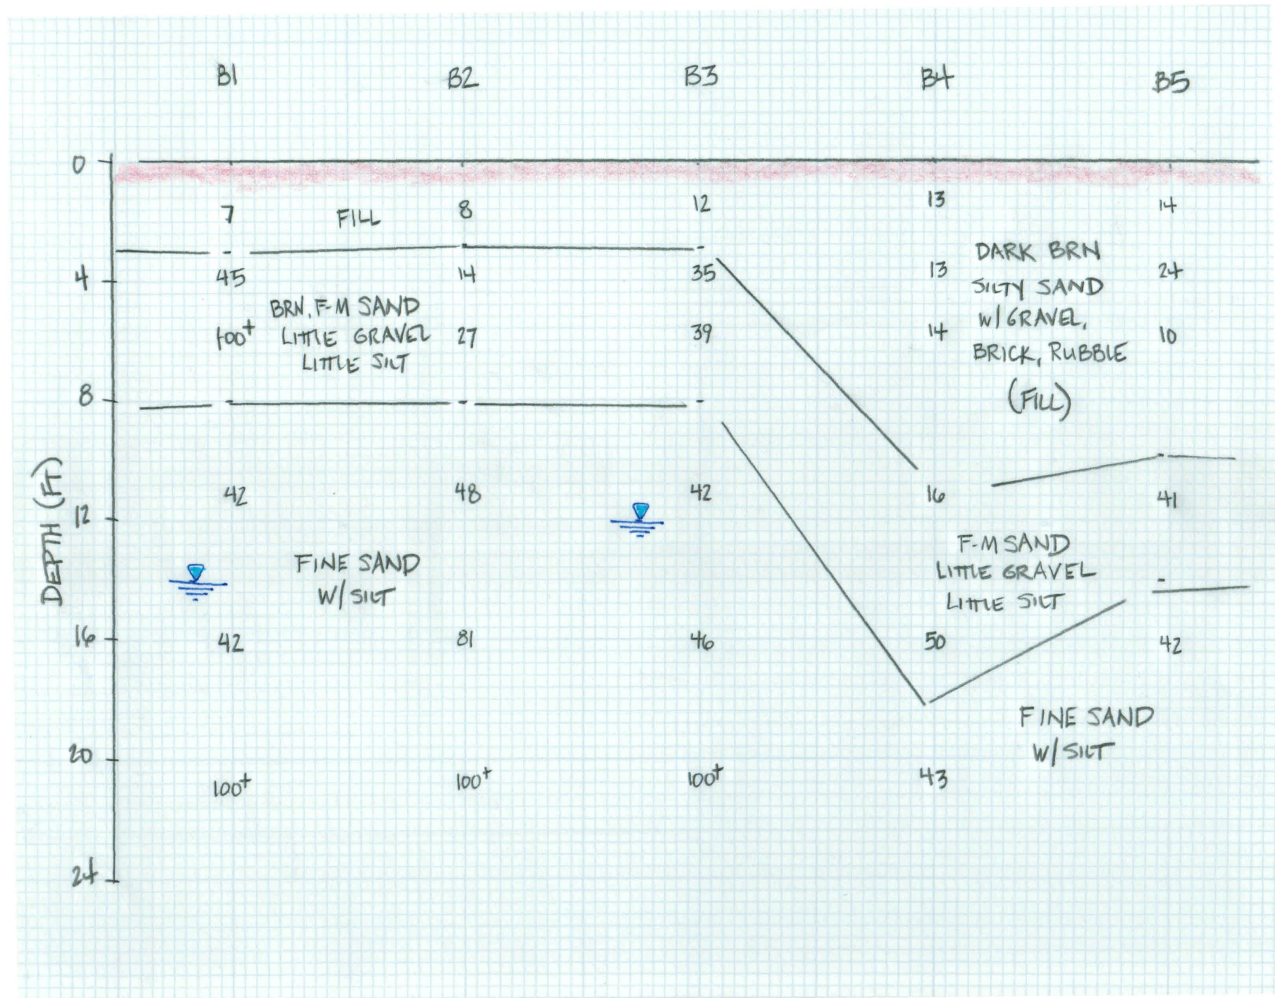 B1 B2 B3 B4 B5
0
7 FILL 8 12 13 14
4 45 14 35 13 DARK BRN 24
SILTY SAND
W/ GRAVEL,
BRICK, RUBBLE
(FILL)
BRN, F-M SAND
100+ LITTLE GRAVEL 27 39 14 10
LITTLE SILT
8
DEPTH (FT)
42 48 42 16 41
12
FINE SAND
W/ SILT
F-M SAND
LITTLE GRAVEL
LITTLE SILT
16 42 81 46 50 42
FINE SAND
W/ SILT
20
100+ 100+ 100+ 43
24